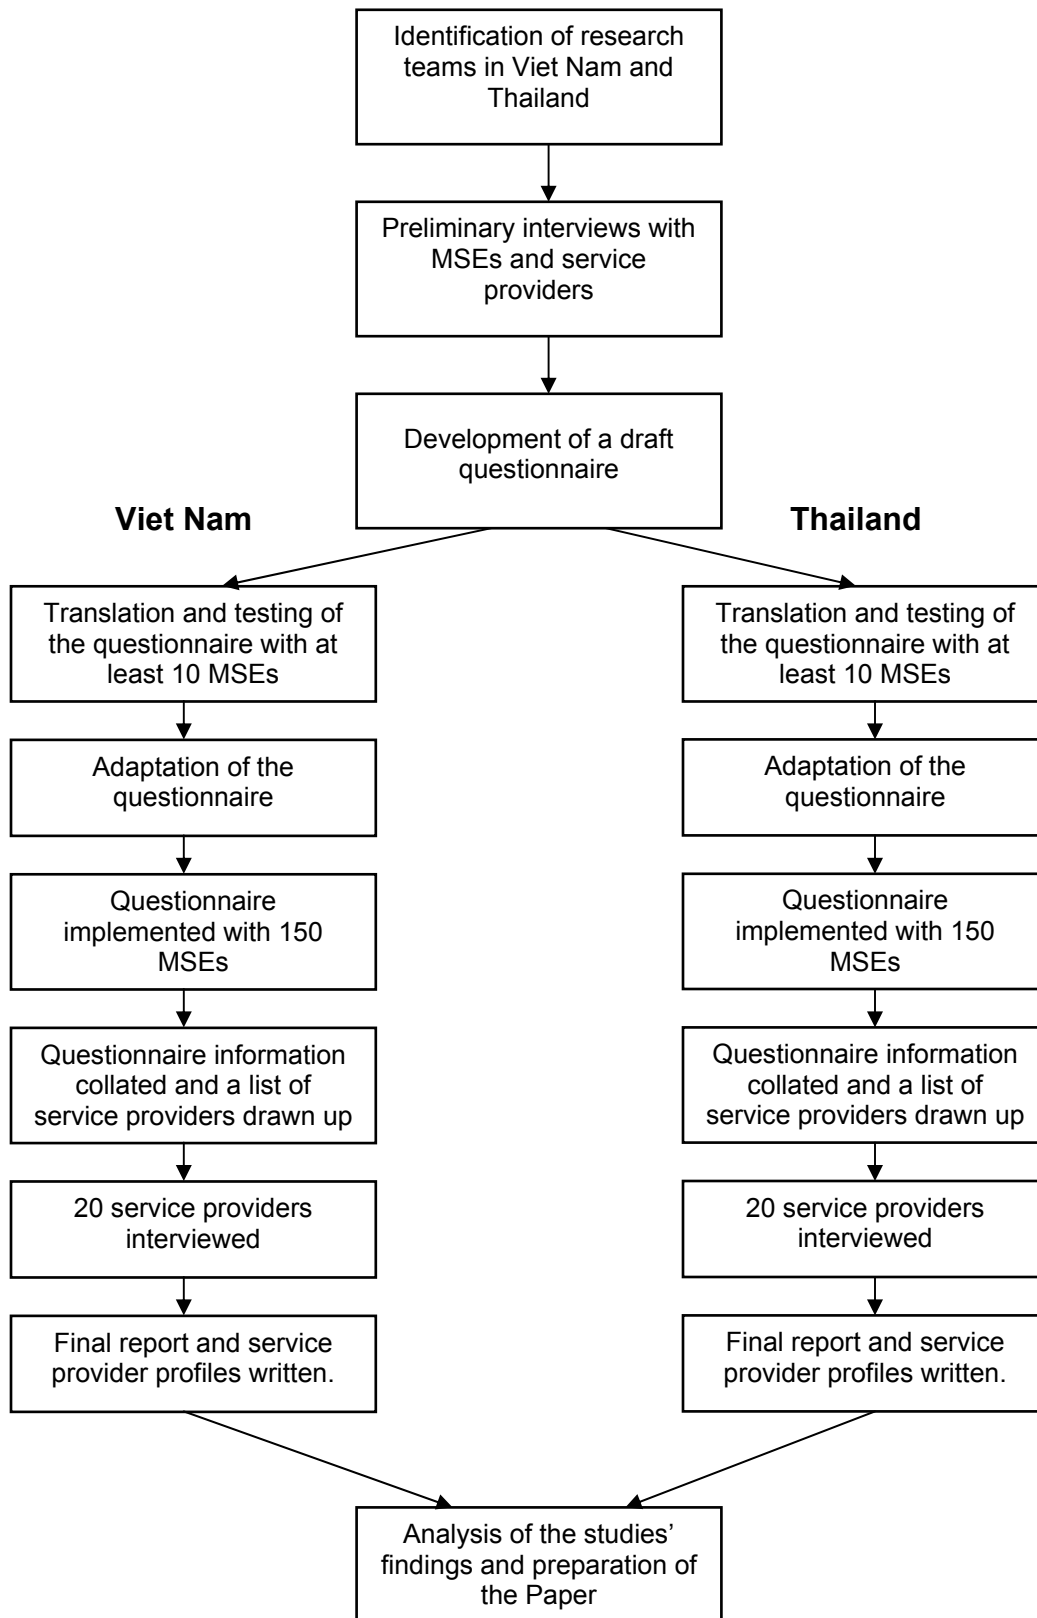 Identification of research
teams in Viet Nam and
Thailand
Preliminary interviews with
MSEs and service
providers
Development of a draft
questionnaire
Viet Nam
Translation and testing of
the questionnaire with at
least 10 MSEs
Adaptation of the
questionnaire
Questionnaire
implemented with 150
MSEs
Questionnaire information
collated and a list of
service providers drawn up
20 service providers
interviewed
Final report and service
provider profiles written.
Thailand
Translation and testing of
the questionnaire with at
least 10 MSEs
Adaptation of the
questionnaire
Questionnaire
implemented with 150
MSEs
Questionnaire information
collated and a list of
service providers drawn up
20 service providers
interviewed
Final report and service
provider profiles written.
Analysis of the studies’
findings and preparation of
the Paper